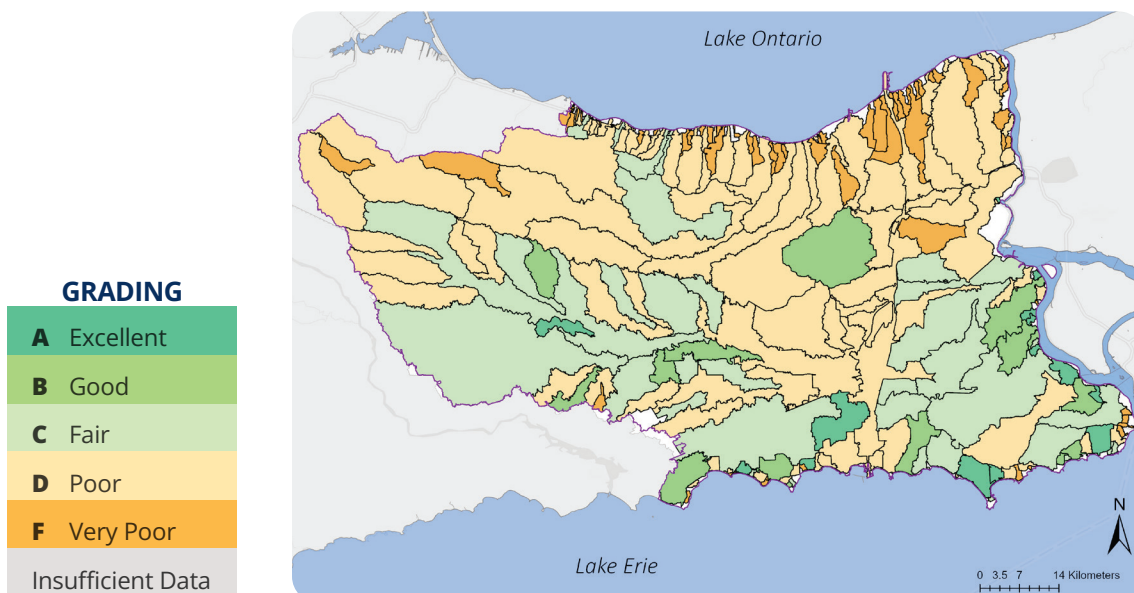 GRADING
A Excellent
B Good
C Fair
D Poor
F Very Poor
Insufficient Data
Lake Ontario
Lake Erie
N
0 3.5 7 14 Kilometers